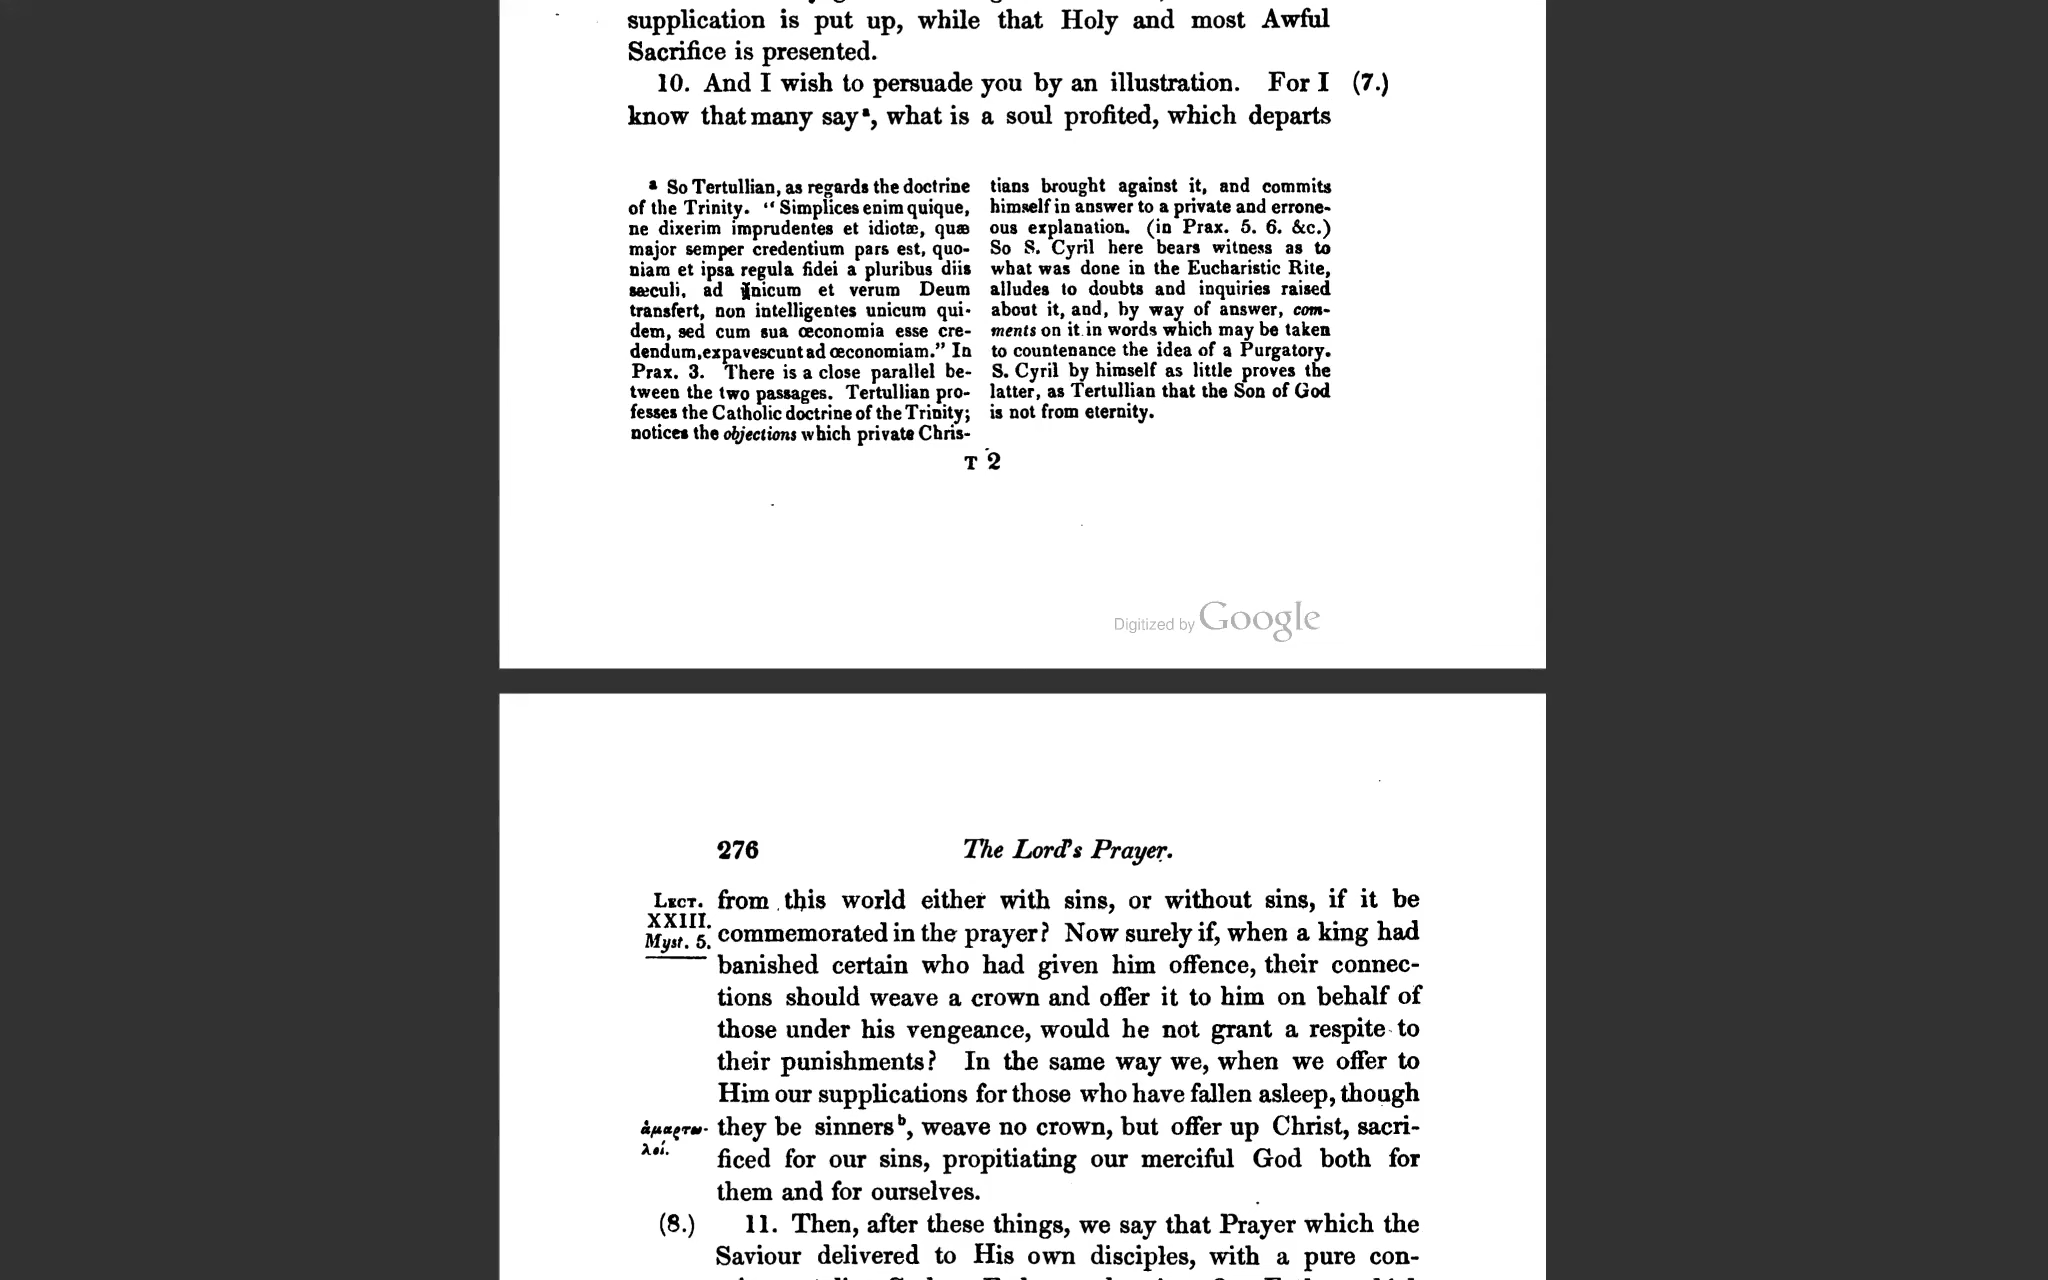 supplication is put up, while that Holy and most Awful
Sacrifice is presented.
10. And I wish to persuade you by an illustration. For I (7.)
know that many say a, what is a soul profited, which departs
a So Tertullian, as regards the doctrine
of the Trinity. “Simplices enim quique,
ne dixerim imprudentes et idiotæ, quæ
major semper credentium pars est, quo-
niam et ipsa regula fidei a pluribus diis
sæculi, ad unicum et verum Deum
transfert, non intelligentes unicum qui-
dem, sed cum sua œconomia esse cre-
dendum, expavescunt ad œconomiam.” In
Prax. 3. There is a close parallel be-
tween the two passages. Tertullian pro-
fesses the Catholic doctrine of the Trinity;
notices the objections which private Chris-
tians brought against it, and commits
himself in answer to a private and errone-
ous explanation. (in Prax. 5. 6. &c.)
So S. Cyril here bears witness as to
what was done in the Eucharistic Rite,
alludes to doubts and inquiries raised
about it, and, by way of answer, com-
ments on it in words which may be taken
to countenance the idea of a Purgatory.
S. Cyril by himself as little proves the
latter, as Tertullian that the Son of God
is not from eternity.
T 2
Digitized by Google
276 The Lord's Prayer.
LECT.
XXIII.
Myst. 5.
from this world either with sins, or without sins, if it be
commemorated in the prayer? Now surely if, when a king had
banished certain who had given him offence, their connec-
tions should weave a crown and offer it to him on behalf of
those under his vengeance, would he not grant a respite to
their punishments? In the same way we, when we offer to
Him our supplications for those who have fallen asleep, though
ἁμαρτω-
λοί.
they be sinners b, weave no crown, but offer up Christ, sacri-
ficed for our sins, propitiating our merciful God both for
them and for ourselves.
(8.) 11. Then, after these things, we say that Prayer which the
Saviour delivered to His own disciples, with a pure con-